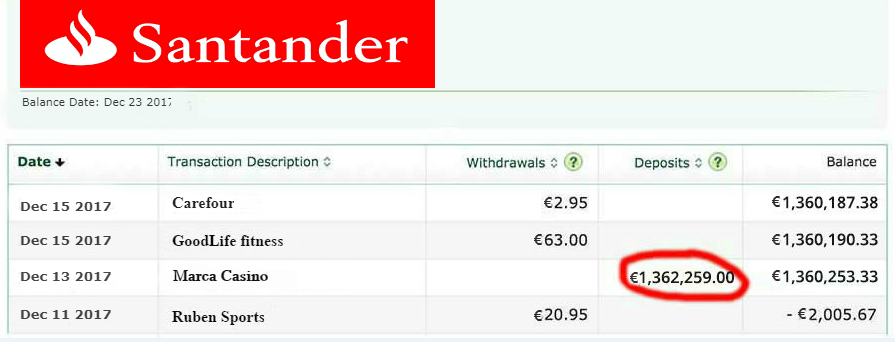 Santander
Balance Date: Dec 23 2017
Date Transaction Description Withdrawals ? Deposits ? Balance
Dec 15 2017 Carefour €2.95 €1,360,187.38
Dec 15 2017 GoodLife fitness €63.00 €1,360,190.33
Dec 13 2017 Marca Casino €1,362,259.00 €1,360,253.33
Dec 11 2017 Ruben Sports €20.95 - €2,005.67